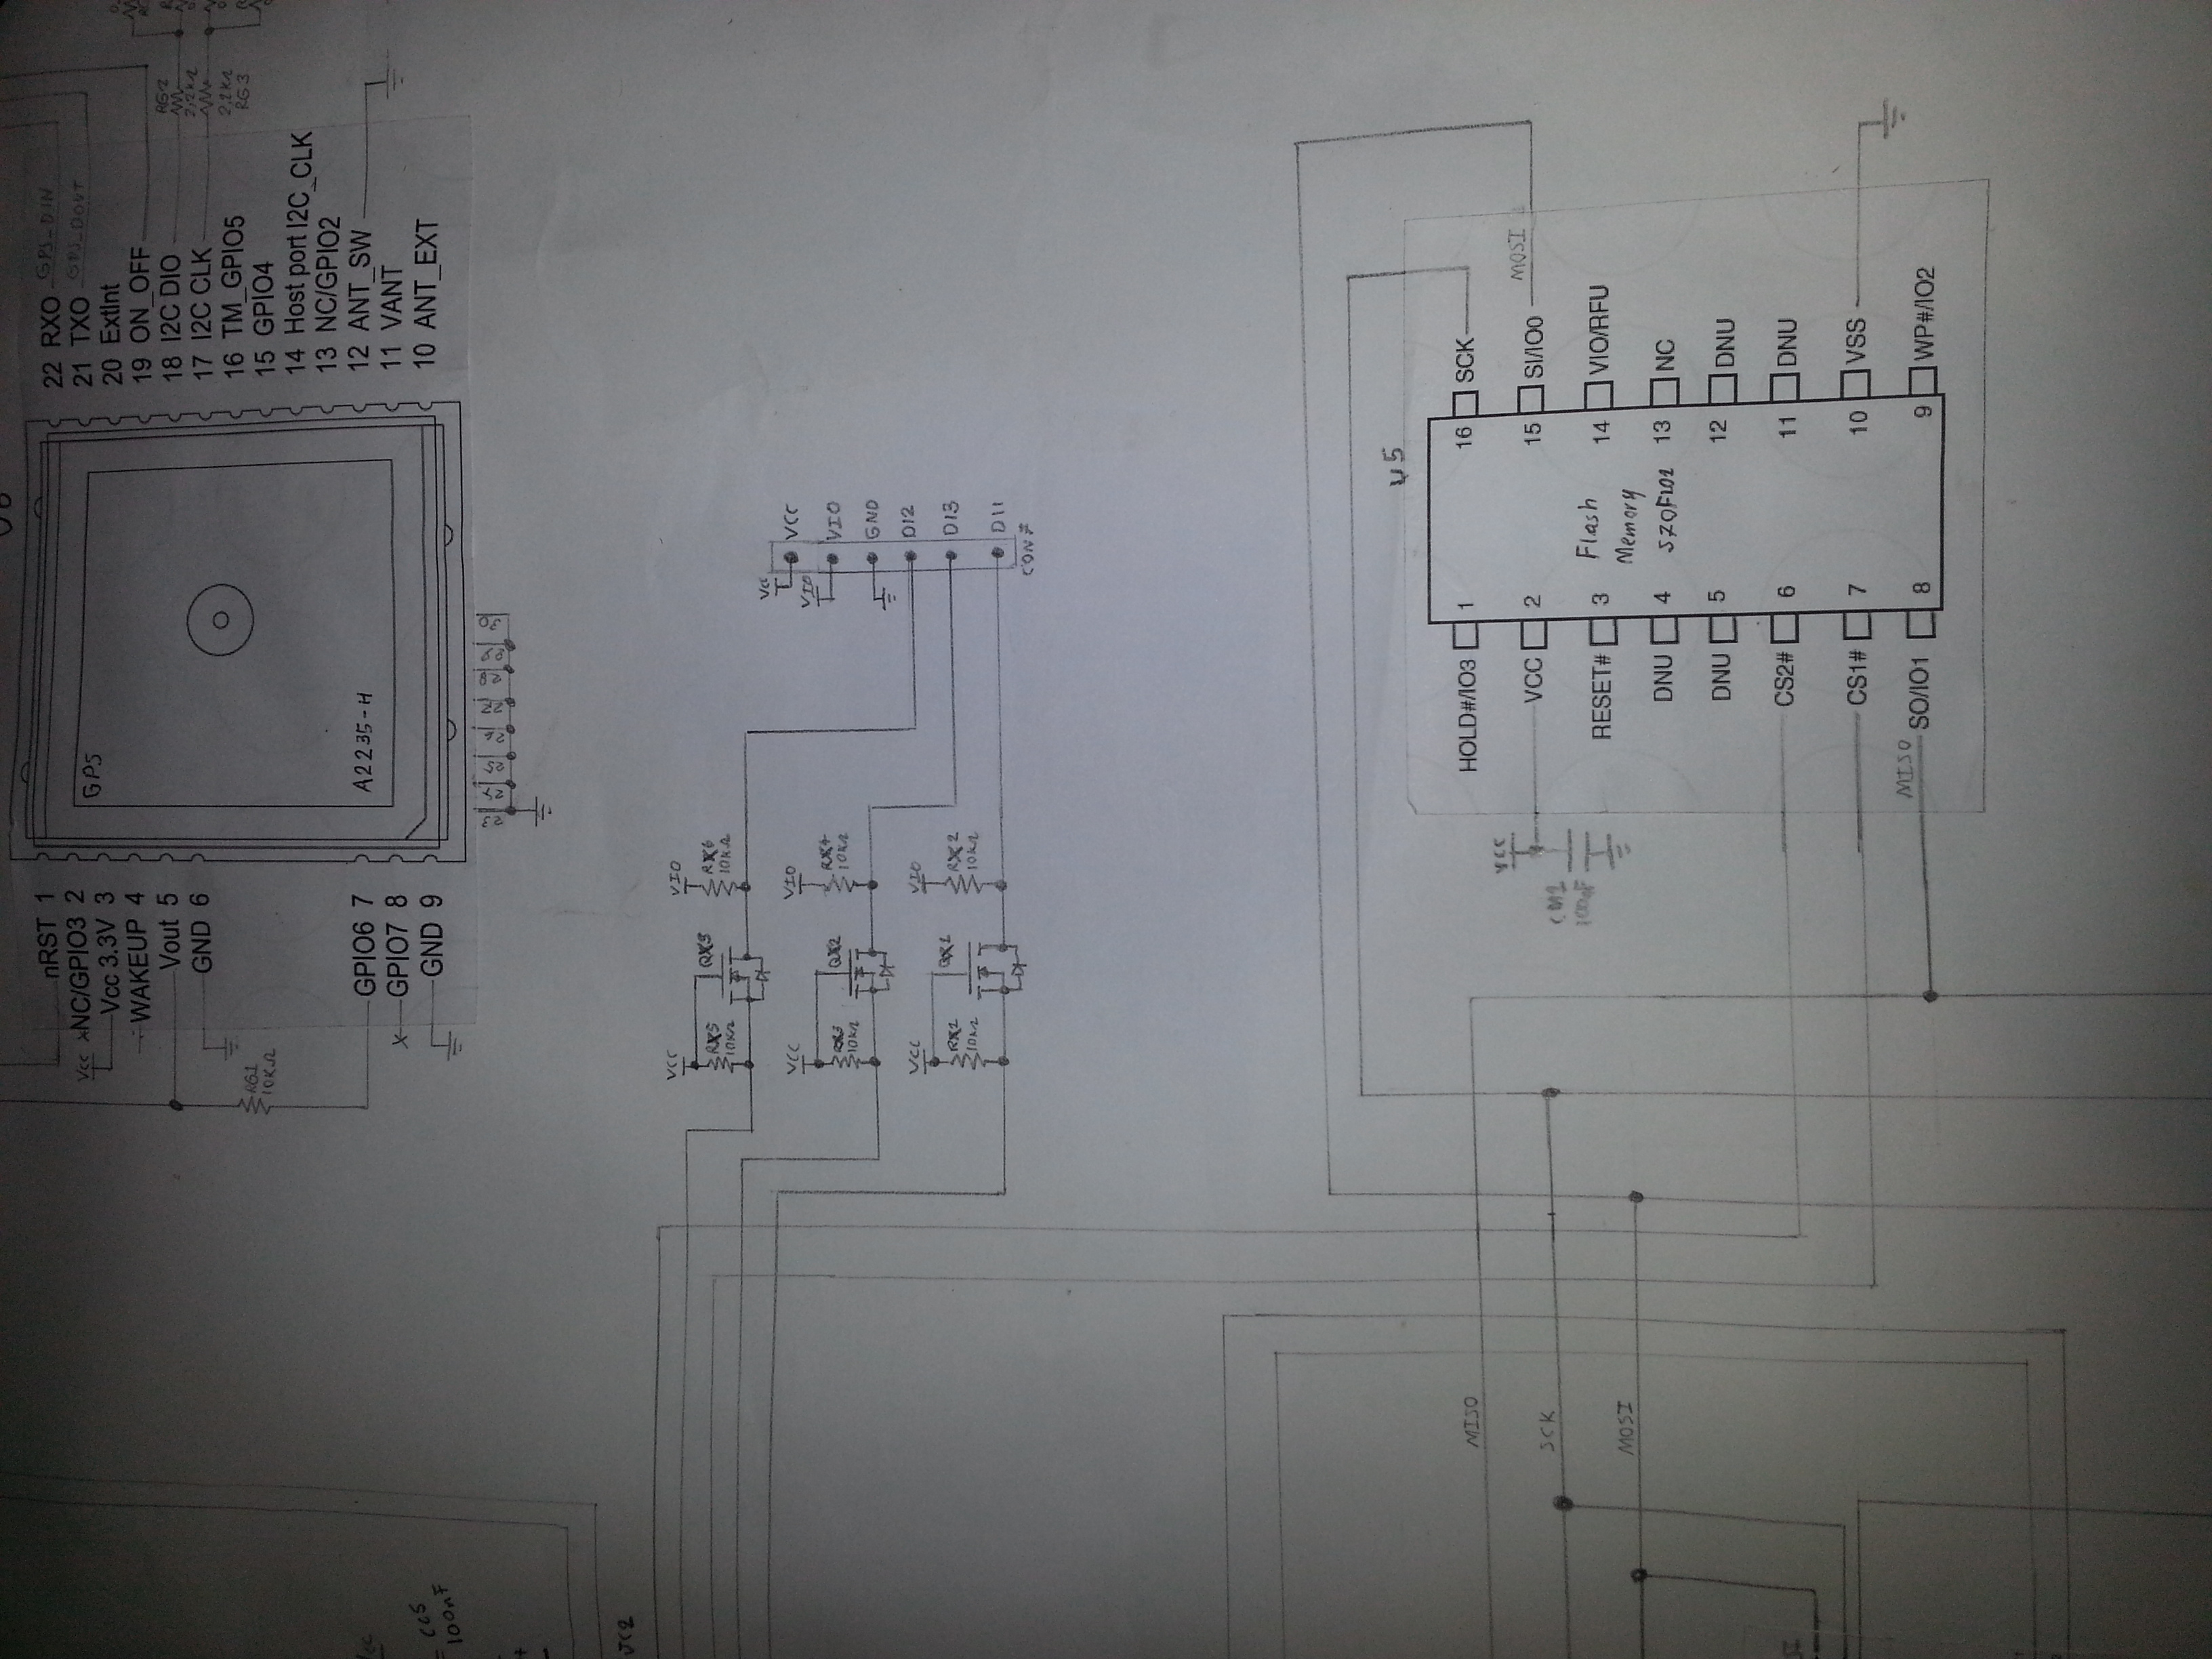 nRST 1
Vcc NC/GPIO3 2
Vcc 3.3V 3
WAKEUP 4
Vout 5
GND 6
RG1
10KΩ
GPIO6 7
X GPIO7 8
GND 9
GPS
A2235-H
22 RXO GPS_DIN
21 TXO GPS_DOUT
20 ExtInt
19 ON_OFF
18 I2C DIO
17 I2C CLK
16 TM_GPIO5
15 GPIO4
14 Host port I2C_CLK
13 NC/GPIO2
12 ANT_SW
11 VANT
10 ANT_EXT
RG2
2,2KΩ
2,2KΩ
RG3
23 24 25 26 27 28 29 30
CC5
100nF
JC2
VCC
RX5
10KΩ
QX3
VIO
RX6
10KΩ
VCC
RX3
10KΩ
QX2
VIO
RX4
10KΩ
VCC
RX1
10KΩ
QX1
VIO
RX2
10KΩ
Vcc
VCC
VIO
VIO
GND
D12
D13
D11
CON7
MISO
SCK
MOSI
U5
HOLD#/IO3 1
VCC 2
RESET# 3
DNU 4
DNU 5
CS2# 6
CS1# 7
MISO SO/IO1 8
VCC
CM1
100nF
Flash
Memory
S70FL01
16 SCK
15 SI/IO0 MOSI
14 VIO/RFU
13 NC
12 DNU
11 DNU
10 VSS
9 WP#/IO2